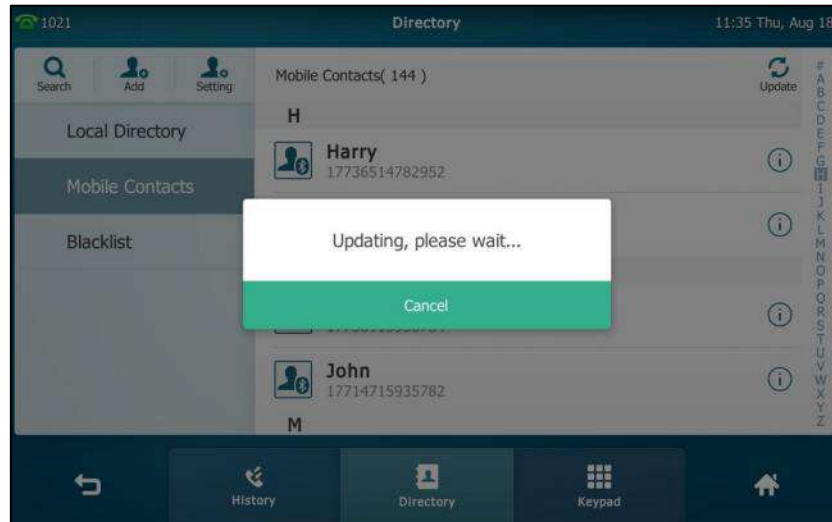 1021
Directory
11:35 Thu, Aug 18
Search
Add
Setting
Mobile Contacts( 144 )
Update
Local Directory
Mobile Contacts
Blacklist
H
Harry
17736514782952
Updating, please wait...
Cancel
John
17714715935782
M
#
A
B
C
D
E
F
G
H
I
J
K
L
M
N
O
P
Q
R
S
T
U
V
W
X
Y
Z
History
Directory
Keypad